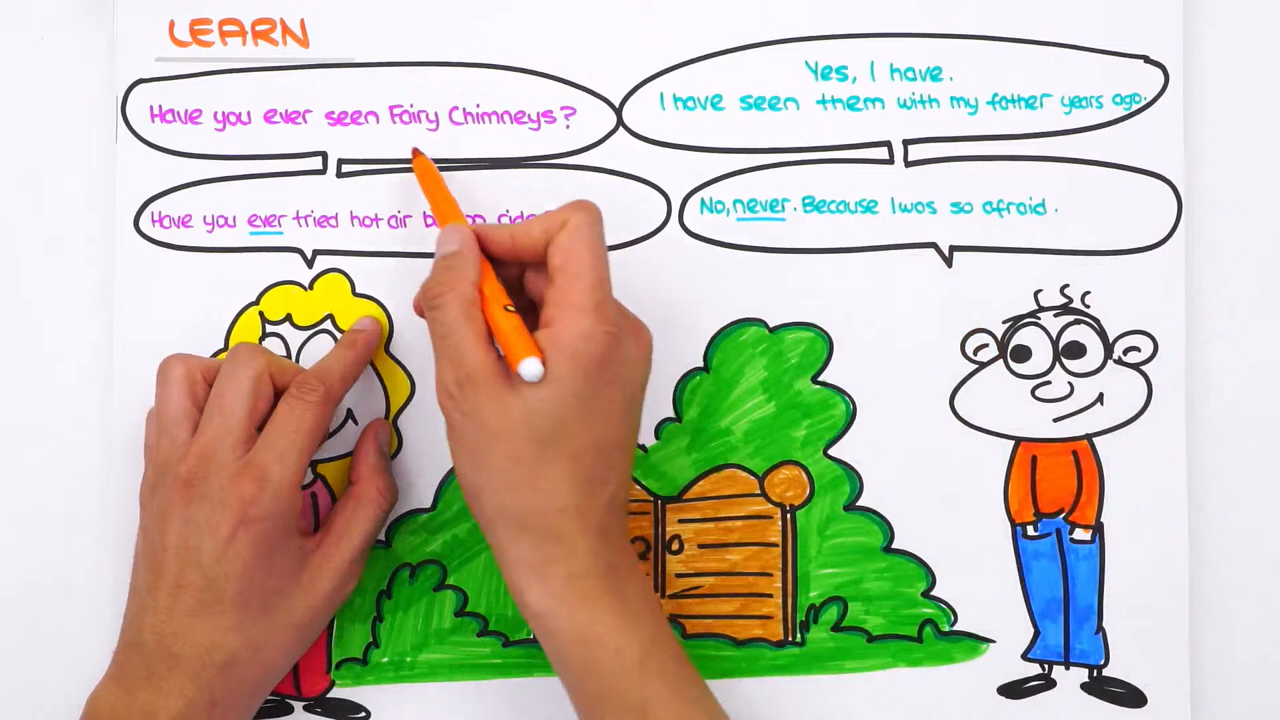 LEARN
Have you ever seen Fairy Chimneys?
Yes, I have.
I have seen them with my father years ago.
Have you ever tried hot air
No, never. Because I was so afraid.